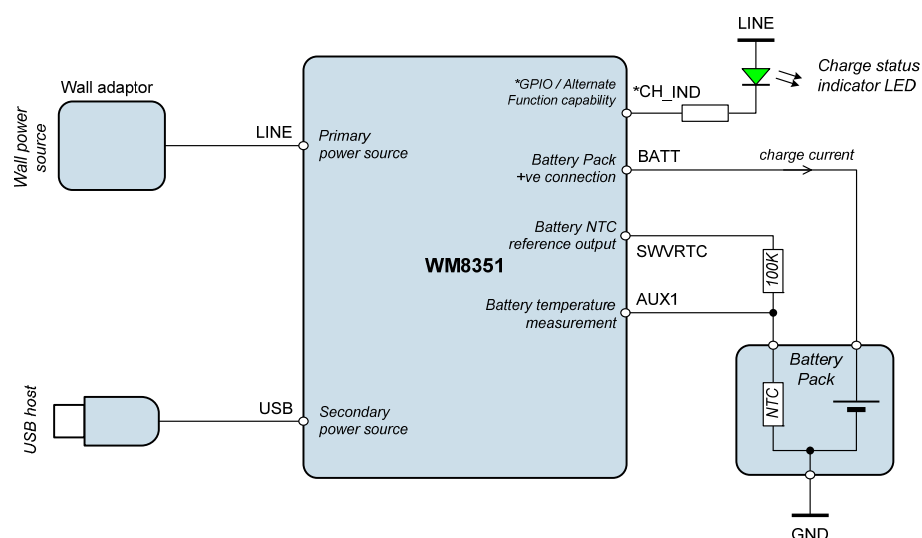 LINE
Charge status
indicator LED
*GPIO / Alternate
Function capability
*CH_IND
Wall adaptor
Wall power
source
LINE
Primary
power source
Battery Pack
+ve connection
BATT
charge current
Battery NTC
reference output
SWVRTC
WM8351
100K
Battery temperature
measurement
AUX1
Battery
Pack
NTC
USB host
USB
Secondary
power source
GND